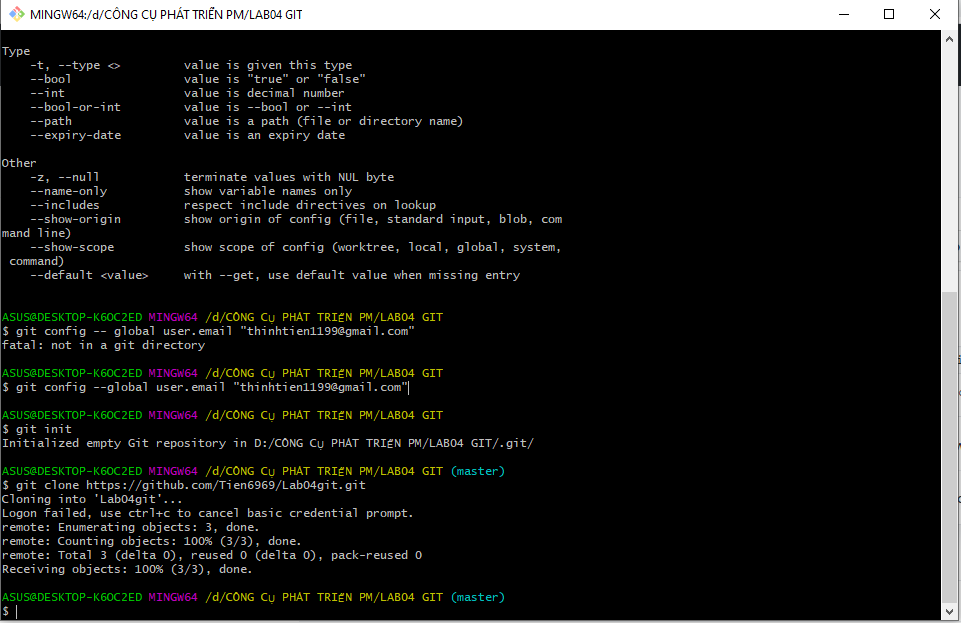 MINGW64:/d/CÔNG CỤ PHÁT TRIỂN PM/LAB04 GIT
Type
    -t, --type <>         value is given this type
    --bool                value is "true" or "false"
    --int                 value is decimal number
    --bool-or-int         value is --bool or --int
    --path                value is a path (file or directory name)
    --expiry-date         value is an expiry date
Other
    -z, --null            terminate values with NUL byte
    --name-only           show variable names only
    --includes            respect include directives on lookup
    --show-origin         show origin of config (file, standard input, blob, com
mand line)
    --show-scope          show scope of config (worktree, local, global, system,
 command)
    --default <value>     with --get, use default value when missing entry
ASUS@DESKTOP-K6OC2ED MINGW64 /d/CÔNG CỤ PHÁT TRIỂN PM/LAB04 GIT
$ git config -- global user.email "thinhtien1199@gmail.com"
fatal: not in a git directory
ASUS@DESKTOP-K6OC2ED MINGW64 /d/CÔNG CỤ PHÁT TRIỂN PM/LAB04 GIT
$ git config --global user.email "thinhtien1199@gmail.com"
ASUS@DESKTOP-K6OC2ED MINGW64 /d/CÔNG CỤ PHÁT TRIỂN PM/LAB04 GIT
$ git init
Initialized empty Git repository in D:/CÔNG CỤ PHÁT TRIỂN PM/LAB04 GIT/.git/
ASUS@DESKTOP-K6OC2ED MINGW64 /d/CÔNG CỤ PHÁT TRIỂN PM/LAB04 GIT (master)
$ git clone https://github.com/Tien6969/Lab04git.git
Cloning into 'Lab04git'...
Logon failed, use ctrl+c to cancel basic credential prompt.
remote: Enumerating objects: 3, done.
remote: Counting objects: 100% (3/3), done.
remote: Total 3 (delta 0), reused 0 (delta 0), pack-reused 0
Receiving objects: 100% (3/3), done.
ASUS@DESKTOP-K6OC2ED MINGW64 /d/CÔNG CỤ PHÁT TRIỂN PM/LAB04 GIT (master)
$